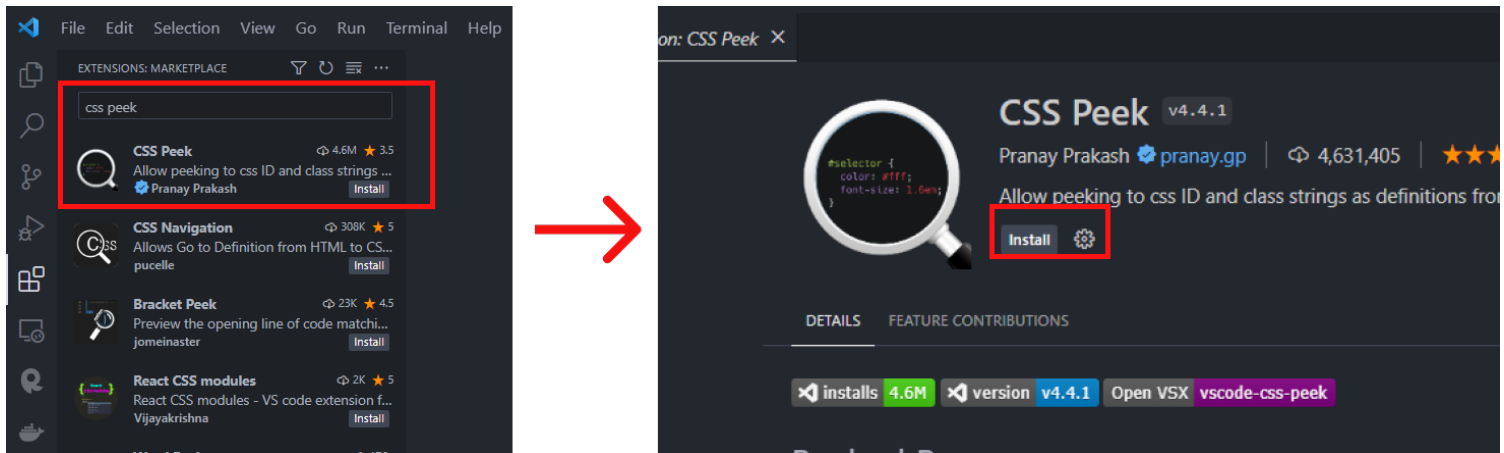 File Edit Selection View Go Run Terminal Help
EXTENSIONS: MARKETPLACE
css peek
CSS Peek 4.6M 3.5
Allow peeking to css ID and class strings ...
Pranay Prakash Install
CSS Navigation 308K 5
Allows Go to Definition from HTML to CS...
pucelle Install
Bracket Peek 23K 4.5
Preview the opening line of code matchi...
jomeinaster Install
React CSS modules 2K 5
React CSS modules - VS code extension f...
Vijayakrishna Install
on: CSS Peek
#selector {
color: #fff;
font-size: 1.6em;
}
CSS Peek v4.4.1
Pranay Prakash pranay.gp 4,631,405
Allow peeking to css ID and class strings as definitions from
Install
DETAILS FEATURE CONTRIBUTIONS
installs 4.6M version v4.4.1 Open VSX vscode-css-peek